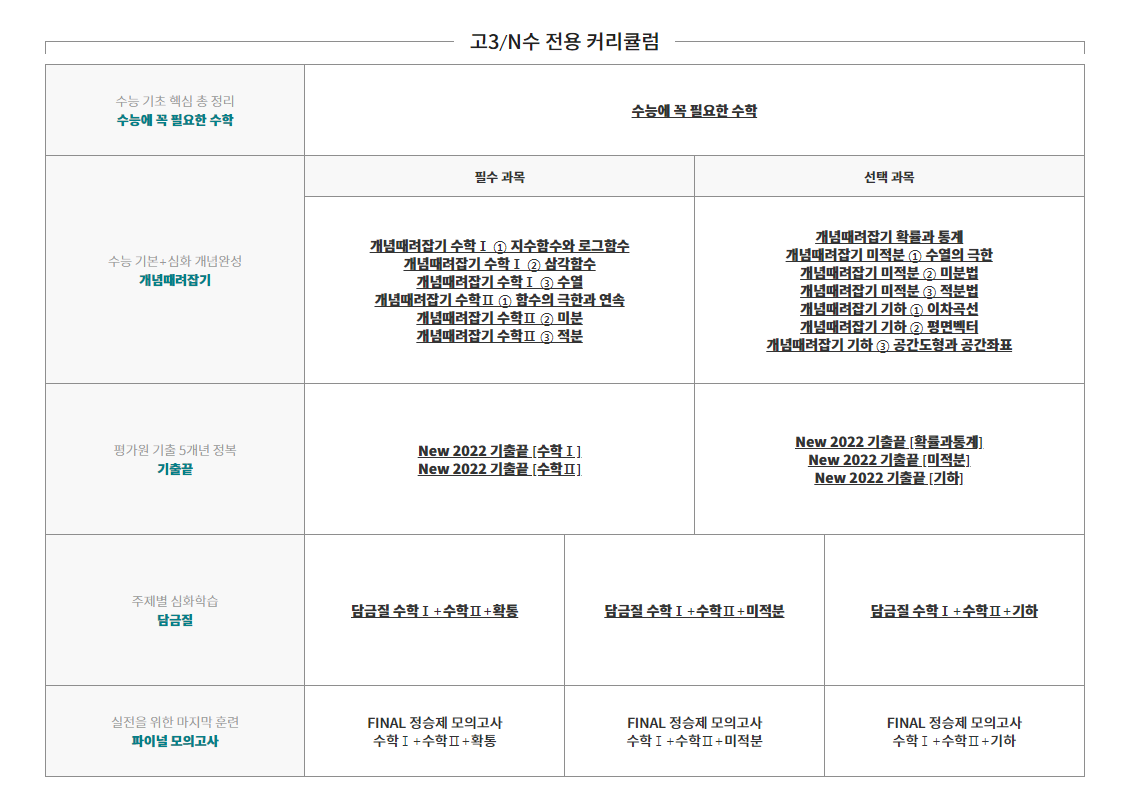 고3/N수 전용 커리큘럼
수능 기초 핵심 총 정리
수능에 꼭 필요한 수학
수능에 꼭 필요한 수학
수능 기본+심화 개념완성
개념때려잡기
필수 과목
개념때려잡기 수학Ⅰ ① 지수함수와 로그함수
개념때려잡기 수학Ⅰ ② 삼각함수
개념때려잡기 수학Ⅰ ③ 수열
개념때려잡기 수학Ⅱ ① 함수의 극한과 연속
개념때려잡기 수학Ⅱ ② 미분
개념때려잡기 수학Ⅱ ③ 적분
선택 과목
개념때려잡기 확률과 통계
개념때려잡기 미적분 ① 수열의 극한
개념때려잡기 미적분 ② 미분법
개념때려잡기 미적분 ③ 적분법
개념때려잡기 기하 ① 이차곡선
개념때려잡기 기하 ② 평면벡터
개념때려잡기 기하 ③ 공간도형과 공간좌표
평가원 기출 5개년 정복
기출끝
New 2022 기출끝 [수학Ⅰ]
New 2022 기출끝 [수학Ⅱ]
New 2022 기출끝 [확률과통계]
New 2022 기출끝 [미적분]
New 2022 기출끝 [기하]
주제별 심화학습
담금질
담금질 수학Ⅰ+수학Ⅱ+확통
담금질 수학Ⅰ+수학Ⅱ+미적분
담금질 수학Ⅰ+수학Ⅱ+기하
실전을 위한 마지막 훈련
파이널 모의고사
FINAL 정승제 모의고사
수학Ⅰ+수학Ⅱ+확통
FINAL 정승제 모의고사
수학Ⅰ+수학Ⅱ+미적분
FINAL 정승제 모의고사
수학Ⅰ+수학Ⅱ+기하